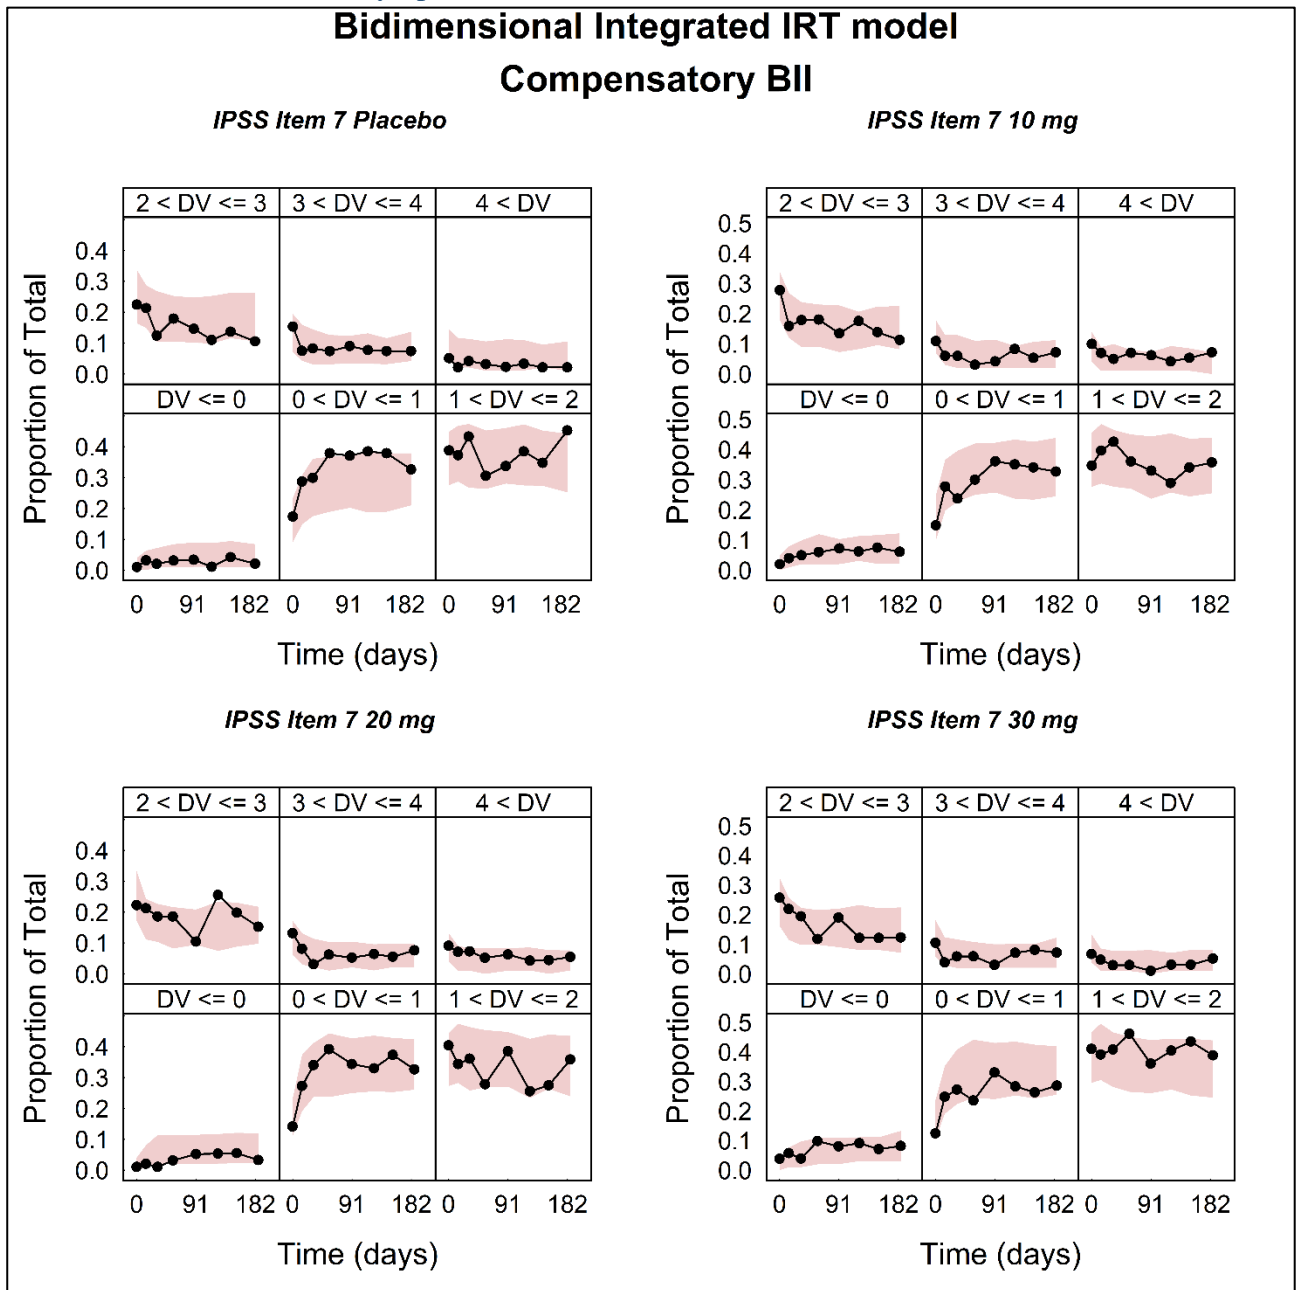 Bidimensional Integrated IRT model
Compensatory BII
IPSS Item 7 Placebo
2 < DV <= 3 3 < DV <= 4 4 < DV
0.4
0.3
0.2
0.1
0.0
DV <= 0 0 < DV <= 1 1 < DV <= 2
0.4
0.3
0.2
0.1
0.0
Proportion of Total
Proportion of Total
0 91 182 0 91 182 0 91 182
Time (days)
IPSS Item 7 10 mg
2 < DV <= 3 3 < DV <= 4 4 < DV
0.5
0.4
0.3
0.2
0.1
0.0
DV <= 0 0 < DV <= 1 1 < DV <= 2
0.5
0.4
0.3
0.2
0.1
0.0
Proportion of Total
Proportion of Total
0 91 182 0 91 182 0 91 182
Time (days)
IPSS Item 7 20 mg
2 < DV <= 3 3 < DV <= 4 4 < DV
0.4
0.3
0.2
0.1
0.0
DV <= 0 0 < DV <= 1 1 < DV <= 2
0.4
0.3
0.2
0.1
0.0
Proportion of Total
Proportion of Total
0 91 182 0 91 182 0 91 182
Time (days)
IPSS Item 7 30 mg
2 < DV <= 3 3 < DV <= 4 4 < DV
0.5
0.4
0.3
0.2
0.1
0.0
DV <= 0 0 < DV <= 1 1 < DV <= 2
0.5
0.4
0.3
0.2
0.1
0.0
Proportion of Total
Proportion of Total
0 91 182 0 91 182 0 91 182
Time (days)